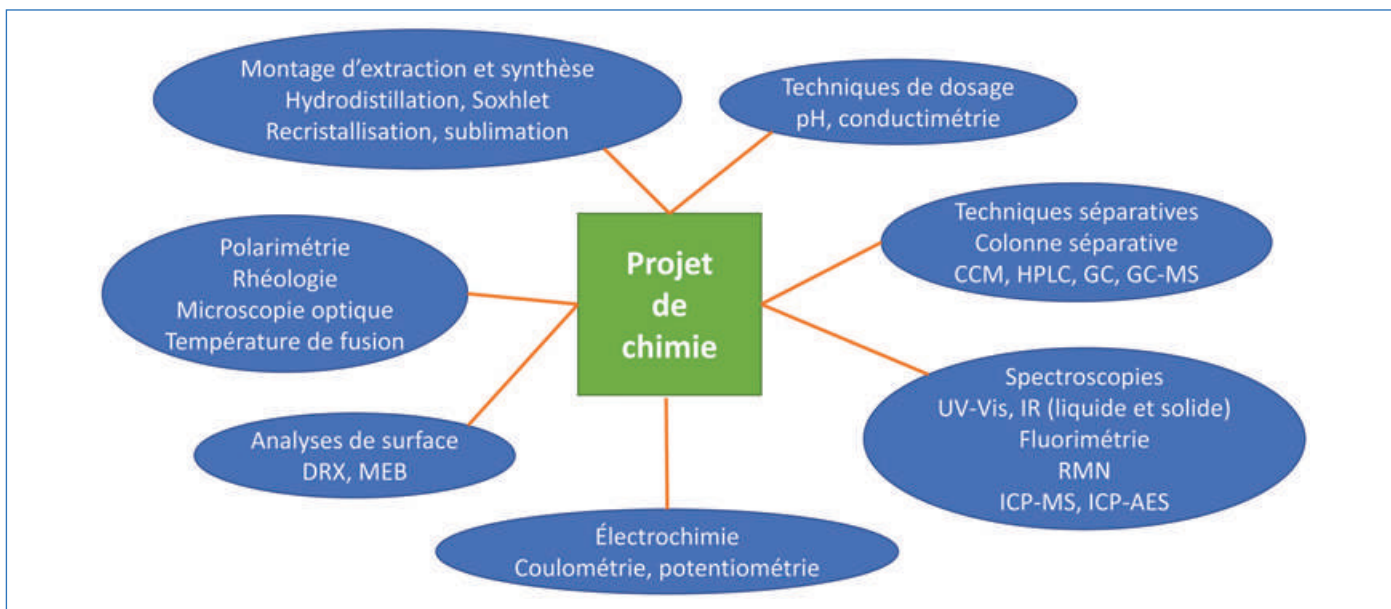 Montage d'extraction et synthèse
Hydrodistillation, Soxhlet
Recristallisation, sublimation
Techniques de dosage
pH, conductimétrie
Techniques séparatives
Colonne séparative
CCM, HPLC, GC, GC-MS
Polarimétrie
Rhéologie
Microscopie optique
Température de fusion
Projet
de
chimie
Spectroscopies
UV-Vis, IR (liquide et solide)
Fluorimétrie
RMN
ICP-MS, ICP-AES
Analyses de surface
DRX, MEB
Électrochimie
Coulométrie, potentiométrie